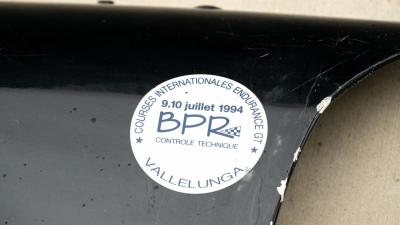 ★ COURSES INTERNATIONALES ENDURANCE GT ★
9.10 juillet 1994
BPR
CONTROLE TECHNIQUE
VALLELUNGA